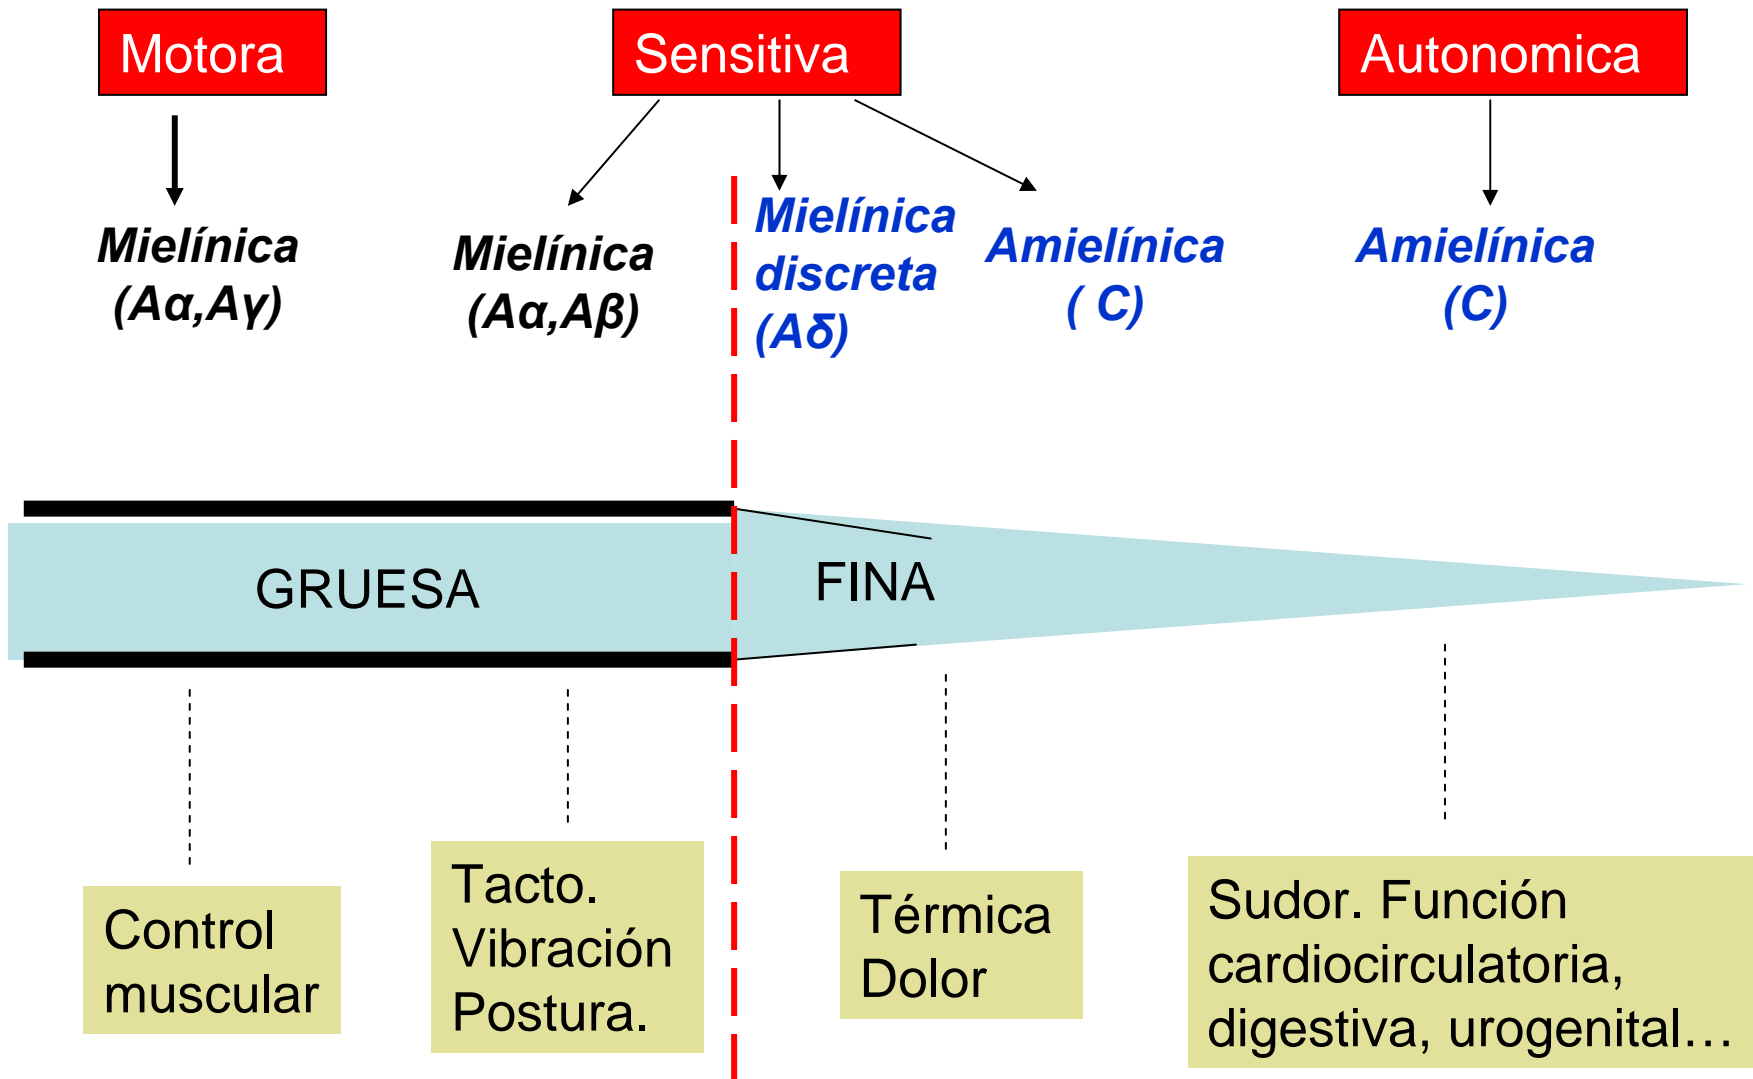 Motora
Sensitiva
Autonomica
Mielínica
(Aα,Aγ)
Mielínica
(Aα,Aβ)
Mielínica
discreta
(Aδ)
Amielínica
( C)
Amielínica
(C)
GRUESA
FINA
Control
muscular
Tacto.
Vibración
Postura.
Térmica
Dolor
Sudor. Función
cardiocirculatoria,
digestiva, urogenital…